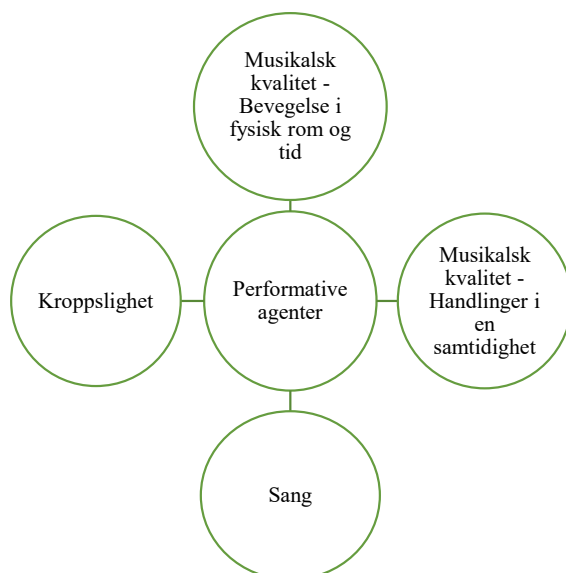 Musikalsk
kvalitet -
Bevegelse i
fysisk rom og
tid
Kroppslighet
Performative
agenter
Musikalsk
kvalitet -
Handlinger i
en
samtidighet
Sang